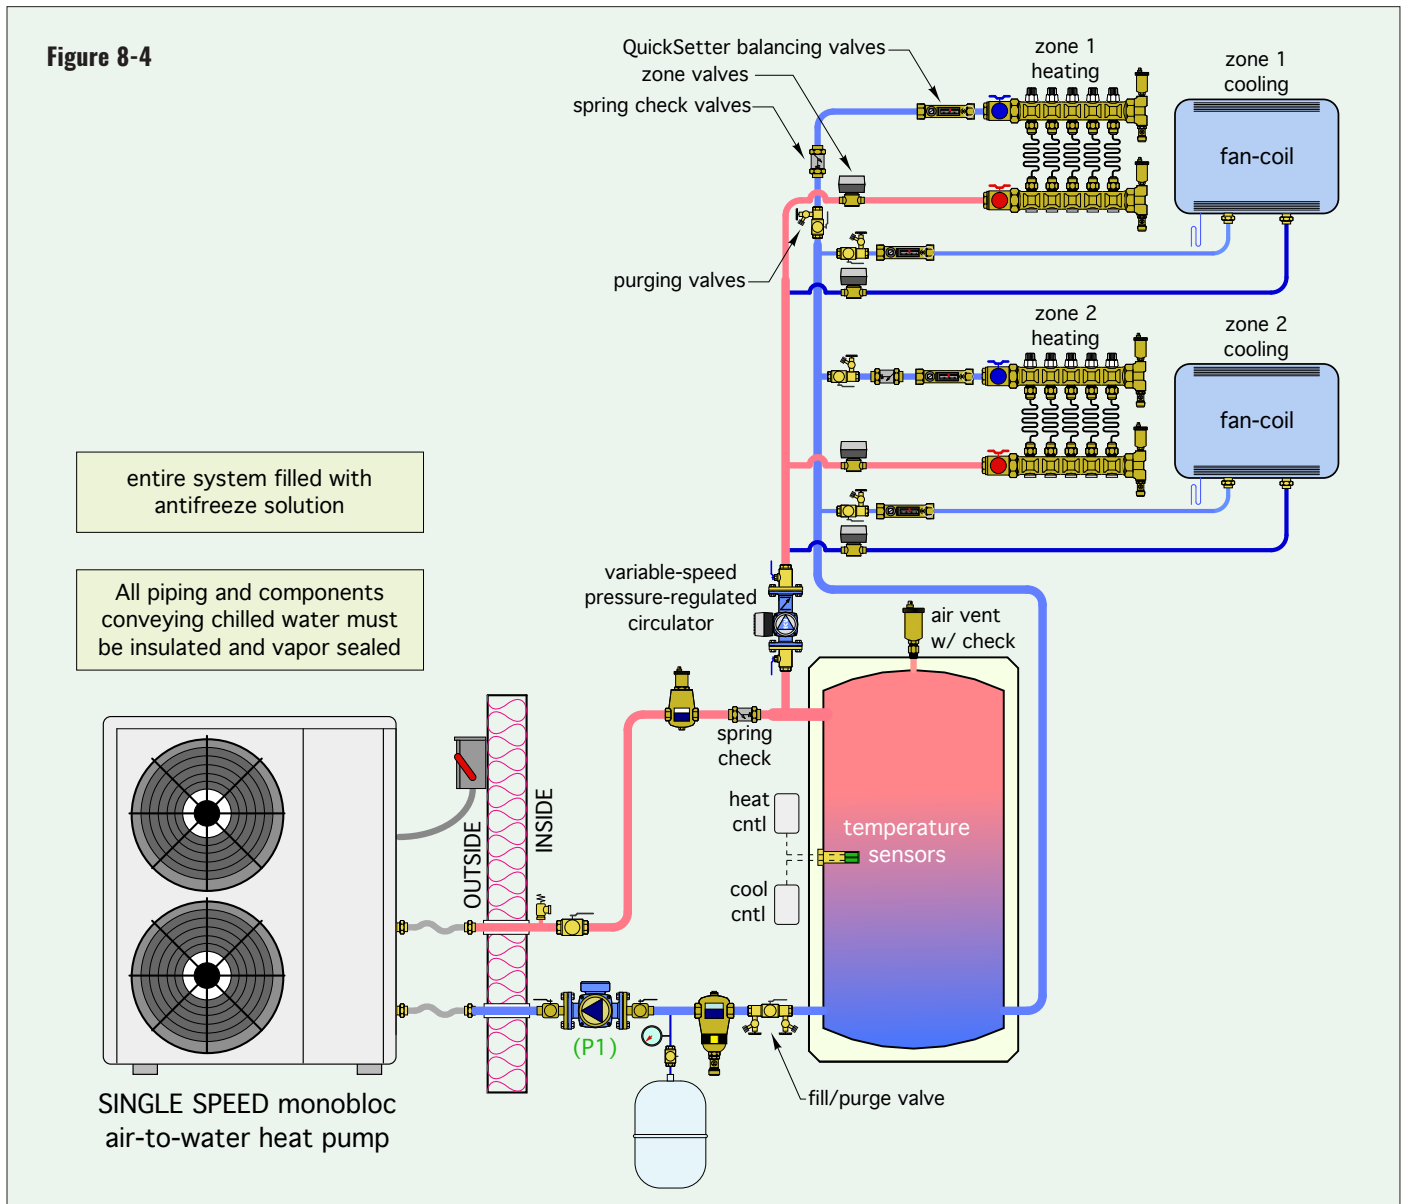 Figure 8-4
QuickSetter balancing valves
zone valves
spring check valves
zone 1
heating
zone 1
cooling
fan-coil
purging valves
zone 2
heating
zone 2
cooling
fan-coil
entire system filled with
antifreeze solution
All piping and components
conveying chilled water must
be insulated and vapor sealed
variable-speed
pressure-regulated
circulator
air vent
w/ check
spring
check
heat
cntl
temperature
sensors
cool
cntl
OUTSIDE
INSIDE
(P1)
fill/purge valve
SINGLE SPEED monobloc
air-to-water heat pump